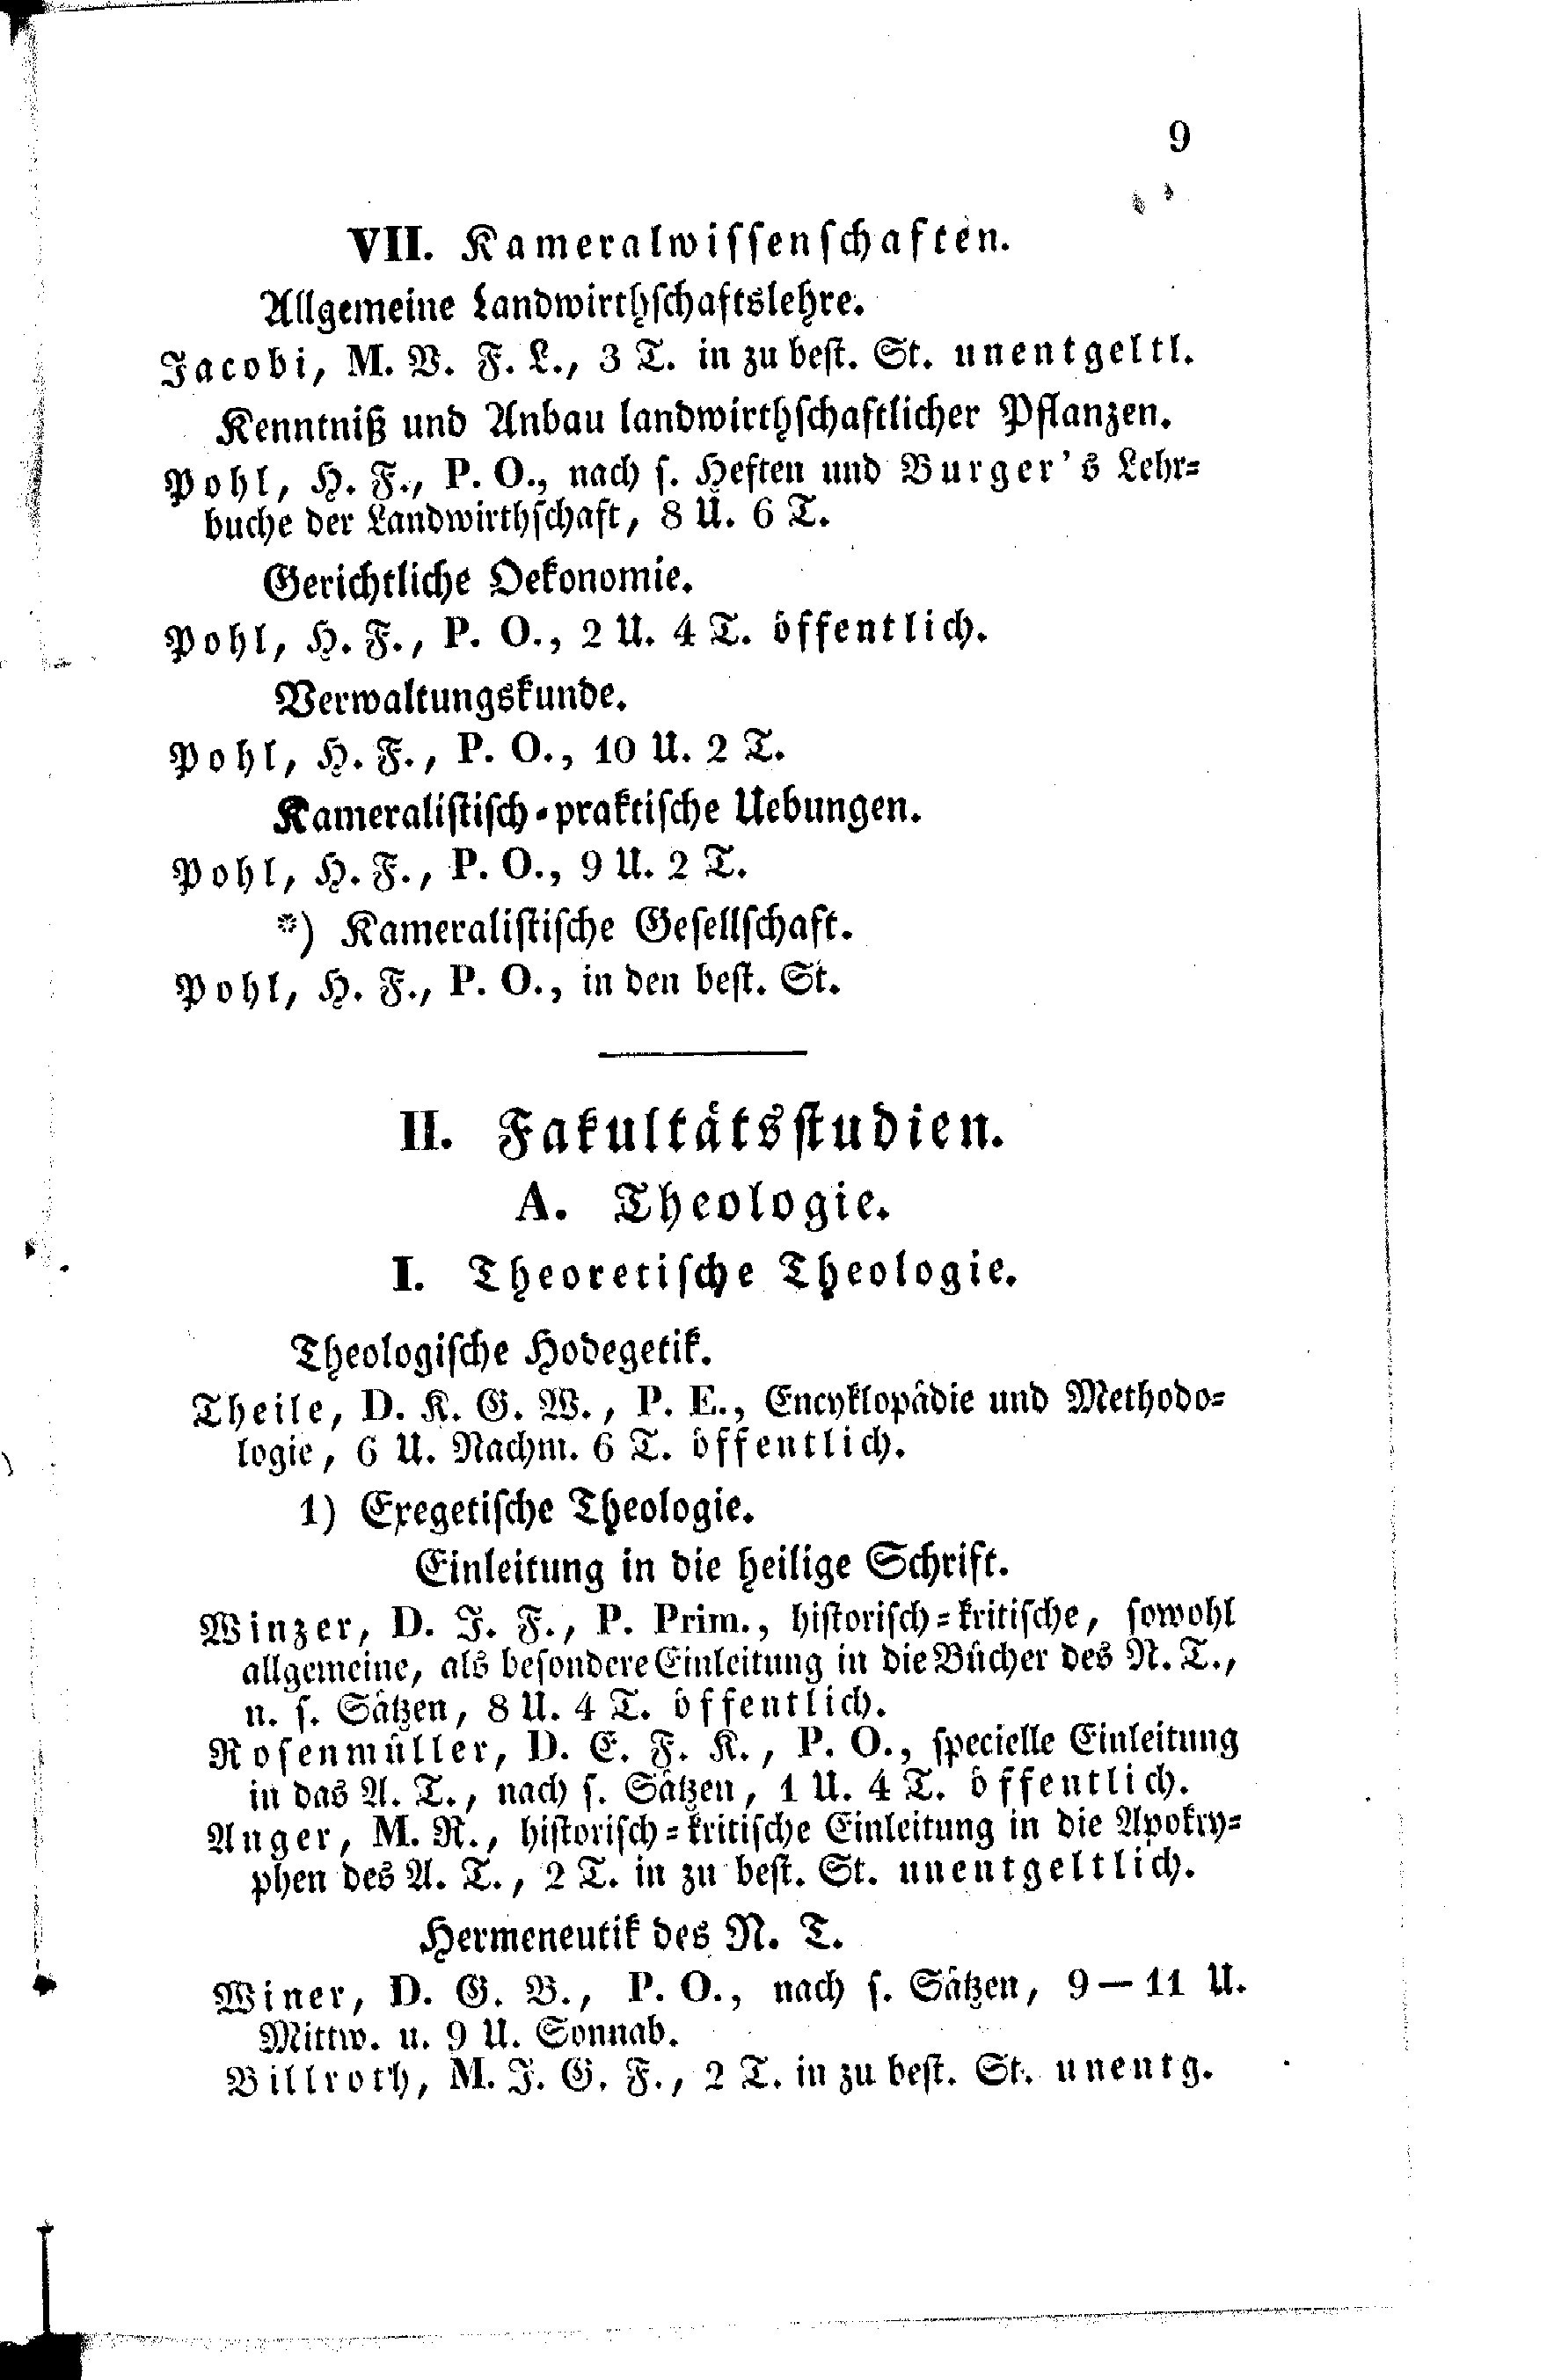 9
VII. Kameralwissenschaften.
Allgemeine Landwirthschaftslehre.
Jacobi, M. V. F. L., 3 T. in zu best. St. unentgeltl.
Kenntniß und Anbau landwirthschaftlicher Pflanzen.
Pohl, H. F., P. O., nach s. Heften und Burger's Lehr-
buche der Landwirthschaft, 8 U. 6 T.
Gerichtliche Oekonomie.
Pohl, H. F., P. O., 2 U. 4 T. öffentlich.
Verwaltungskunde.
Pohl, H. F., P. O., 10 U. 2 T.
Kameralistisch-praktische Uebungen.
Pohl, H. F., P. O., 9 U. 2 T.
*) Kameralistische Gesellschaft.
Pohl, H. F., P. O., in den best. St.
II. Fakultätsstudien.
A. Theologie.
I. Theoretische Theologie.
Theologische Hodegetik.
Theile, D. K. G. W., P. E., Encyklopädie und Methodo-
logie, 6 U. Nachm. 6 T. öffentlich.
1) Exegetische Theologie.
Einleitung in die heilige Schrift.
Winzer, D. J. F., P. Prim., historisch-kritische, sowohl
allgemeine, als besondere Einleitung in die Bücher des N. T.,
n. s. Sätzen, 8 U. 4 T. öffentlich.
Rosenmüller, D. E. F. K., P. O., specielle Einleitung
in das A. T., nach s. Sätzen, 1 U. 4 T. öffentlich.
Anger, M. R., historisch-kritische Einleitung in die Apokry-
phen des A. T., 2 T. in zu best. St. unentgeltlich.
Hermeneutik des N. T.
Winer, D. G. B., P. O., nach s. Sätzen, 9—11 U.
Mittw. u. 9 U. Sonnab.
Billroth, M. J. G. F., 2 T. in zu best. St. unentg.